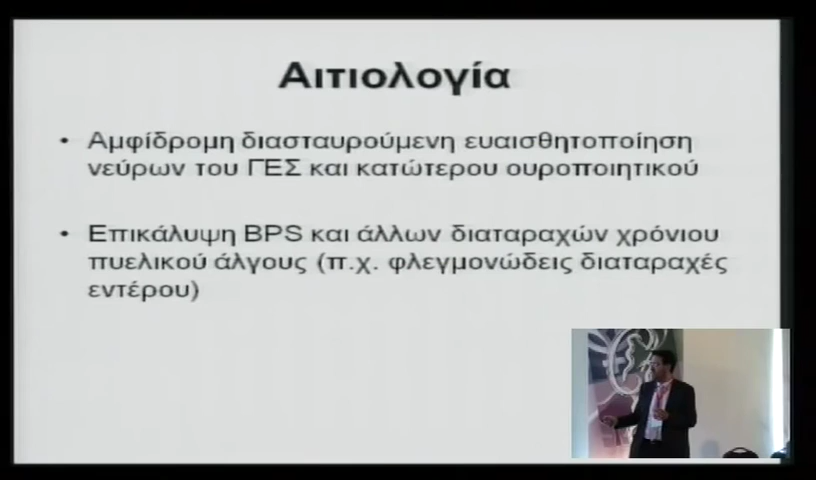 Αιτιολογία
• Αμφίδρομη διασταυρούμενη ευαισθητοποίηση
νεύρων του ΓΕΣ και κατώτερου ουροποιητικού
• Επικάλυψη BPS και άλλων διαταραχών χρόνιου
πυελικού άλγους (π.χ. φλεγμονώδεις διαταραχές
εντέρου)